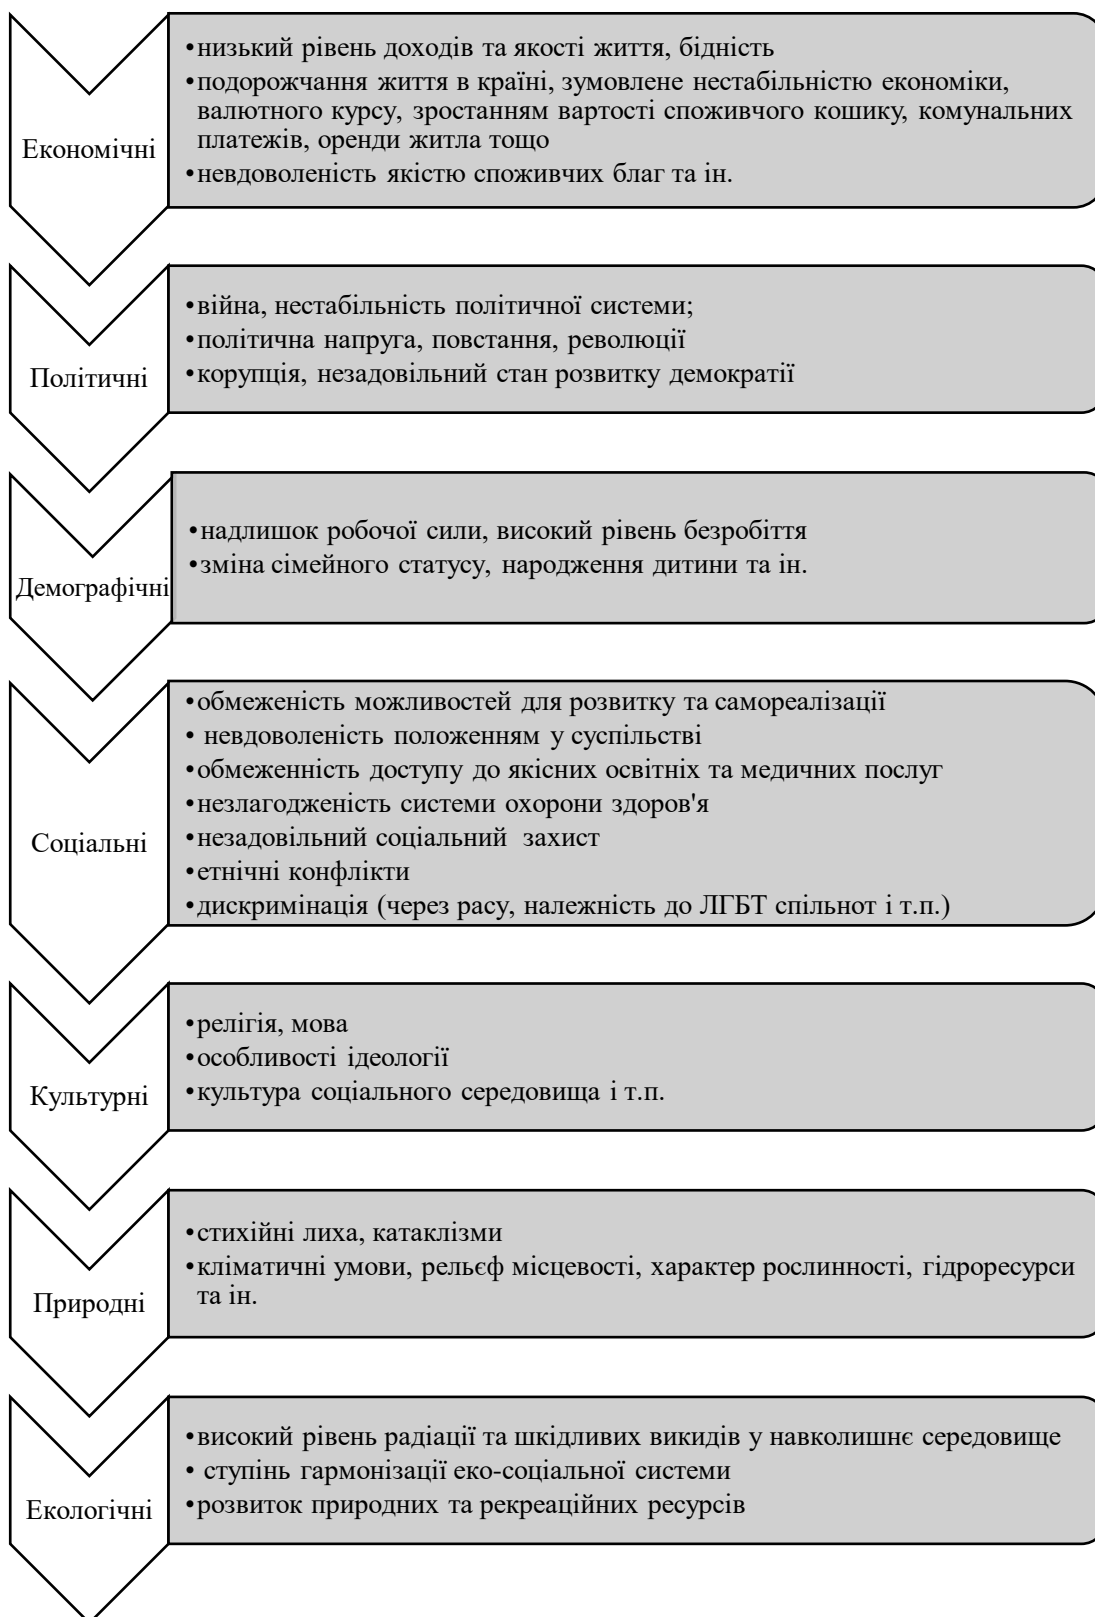 Економічні
•низький рівень доходів та якості життя, бідність
•подорожчання життя в країні, зумовлене нестабільністю економіки,
валютного курсу, зростанням вартості споживчого кошику, комунальних
платежів, оренди житла тощо
•невдоволеність якістю споживчих благ та ін.
Політичні
•війна, нестабільність політичної системи;
•політична напруга, повстання, революції
•корупція, незадовільний стан розвитку демократії
Демографічні
•надлишок робочої сили, високий рівень безробіття
•зміна сімейного статусу, народження дитини та ін.
Соціальні
•обмеженість можливостей для розвитку та самореалізації
• невдоволеність положенням у суспільстві
•обмеженність доступу до якісних освітніх та медичних послуг
•незлагодженість системи охорони здоров'я
•незадовільний соціальний  захист
•етнічні конфлікти
•дискримінація (через расу, належність до ЛГБТ спільнот і т.п.)
Культурні
•релігія, мова
•особливості ідеології
•культура соціального середовища і т.п.
Природні
•стихійні лиха, катаклізми
•кліматичні умови, рельєф місцевості, характер рослинності, гідроресурси
та ін.
Екологічні
•високий рівень радіації та шкідливих викидів у навколишнє середовище
• ступінь гармонізації еко-соціальної системи
•розвиток природних та рекреаційних ресурсів